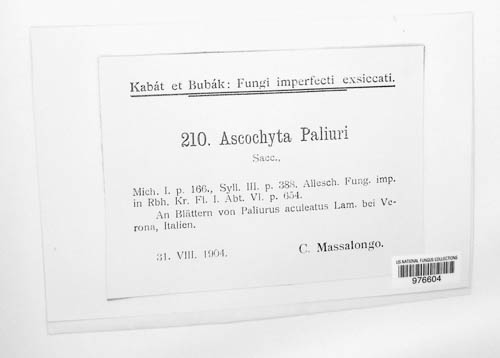 Kabát et Bubák: Fungi imperfecti exsiccati.
210. Ascochyta Paliuri
Sacc.,
Mich. I. p. 166., Syll. III. p. 388. Allesch. Fung. imp.
in Rbh. Kr. Fl. I. Abt. VI. p. 654.
An Blättern von Paliurus aculeatus Lam. bei Ve-
rona, Italien.
31. VIII. 1904. C. Massalongo.
US NATIONAL FUNGUS COLLECTIONS
976604